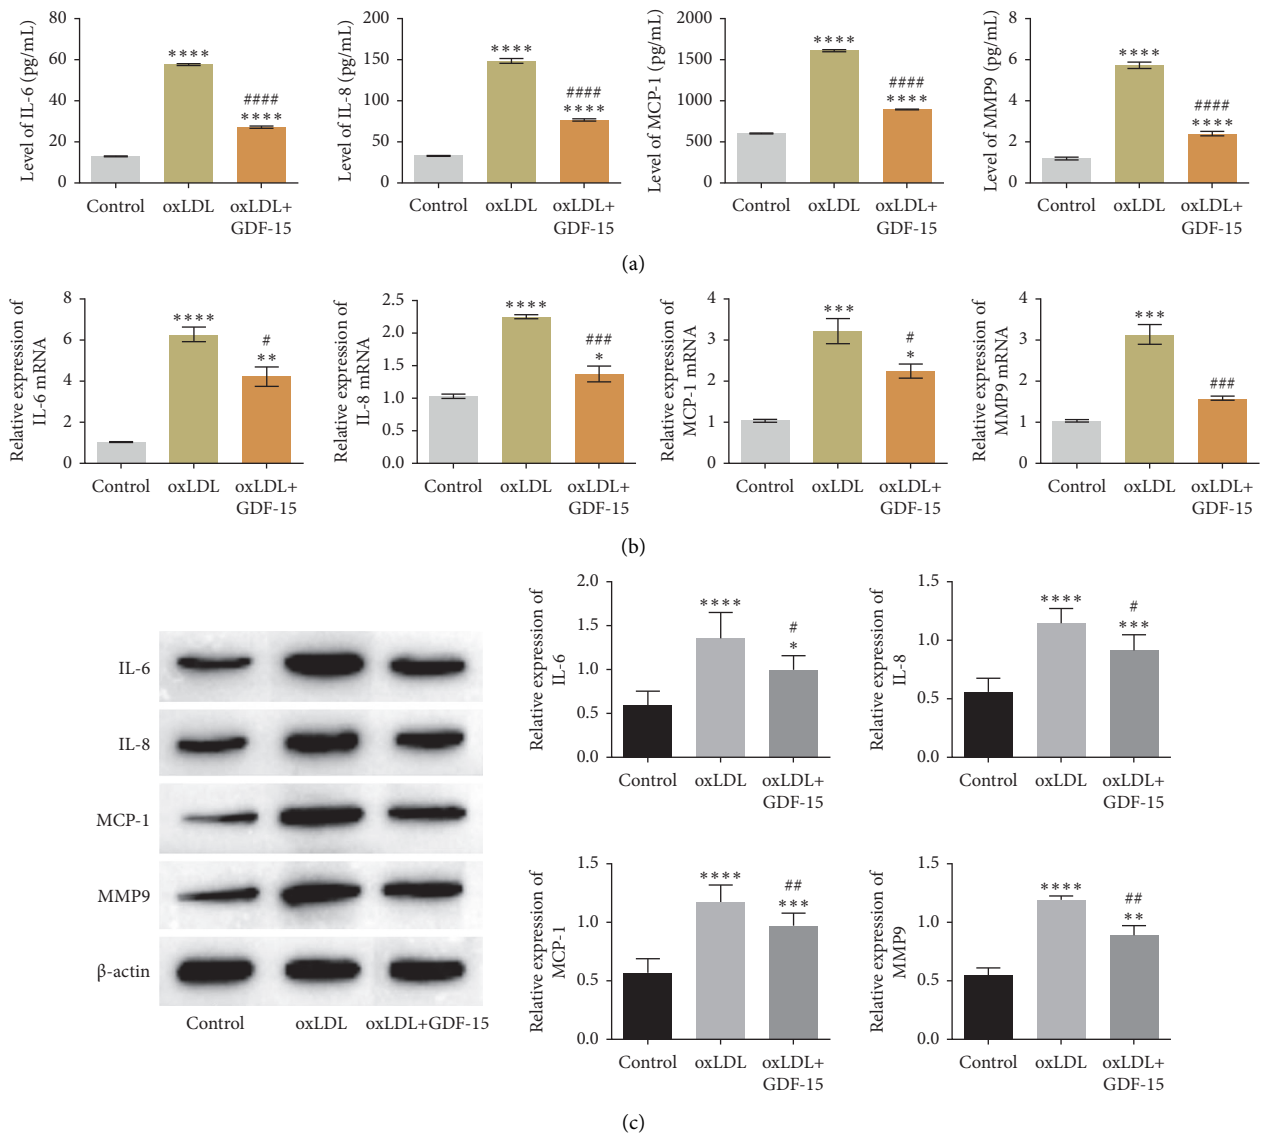 Level of IL-6 (pg/mL)
80
60
40
20
0
****
####
****
Control
oxLDL
oxLDL+
GDF-15
Level of IL-8 (pg/mL)
200
150
100
50
0
****
####
****
Control
oxLDL
oxLDL+
GDF-15
Level of MCP-1 (pg/mL)
2000
1500
1000
500
0
****
####
****
Control
oxLDL
oxLDL+
GDF-15
Level of MMP9 (pg/mL)
8
6
4
2
0
****
####
****
Control
oxLDL
oxLDL+
GDF-15
(a)
Relative expression of
IL-6 mRNA
8
6
4
2
0
****
#
**
Control
oxLDL
oxLDL+
GDF-15
Relative expression of
IL-8 mRNA
2.5
2.0
1.5
1.0
0.5
0.0
****
###
*
Control
oxLDL
oxLDL+
GDF-15
Relative expression of
MCP-1 mRNA
4
3
2
1
0
***
#
*
Control
oxLDL
oxLDL+
GDF-15
Relative expression of
MMP9 mRNA
4
3
2
1
0
***
###
Control
oxLDL
oxLDL+
GDF-15
(b)
IL-6
IL-8
MCP-1
MMP9
β-actin
Control
oxLDL
oxLDL+GDF-15
Relative expression of
IL-6
2.0
1.5
1.0
0.5
0.0
****
#
*
Control
oxLDL
oxLDL+
GDF-15
Relative expression of
IL-8
1.5
1.0
0.5
0.0
****
#
***
Control
oxLDL
oxLDL+
GDF-15
Relative expression of
MCP-1
1.5
1.0
0.5
0.0
****
##
***
Control
oxLDL
oxLDL+
GDF-15
Relative expression of
MMP9
1.5
1.0
0.5
0.0
****
##
**
Control
oxLDL
oxLDL+
GDF-15
(c)